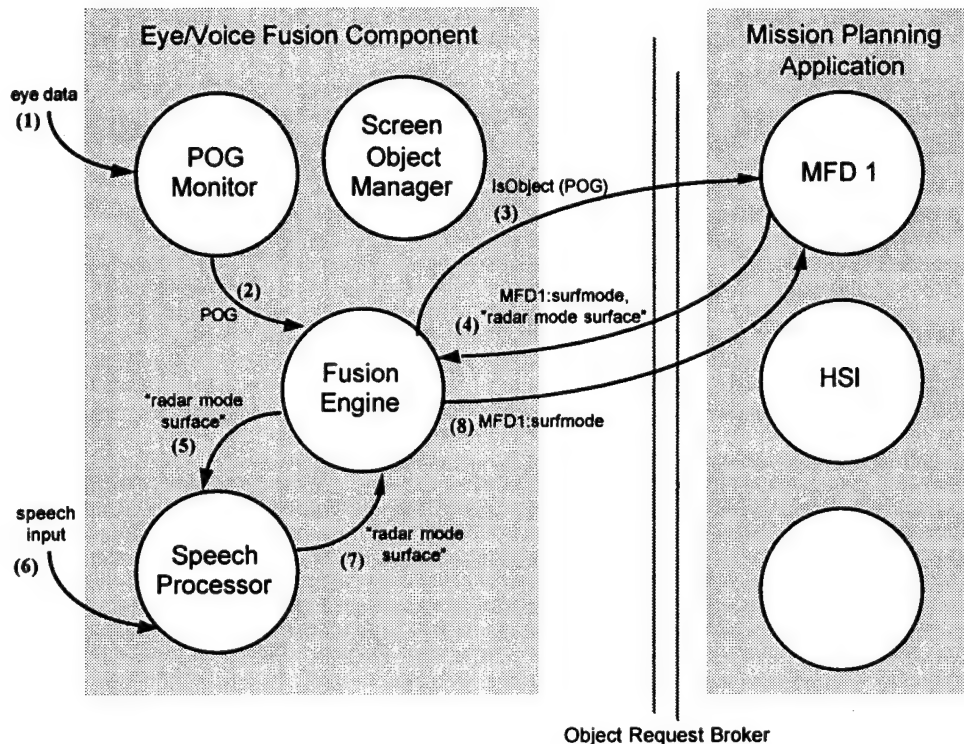 Eye/Voice Fusion Component
Mission Planning
Application
eye data
(1)
POG
Monitor
Screen
Object
Manager
IsObject (POG)
(3)
MFD 1
(2)
POG
MFD1:surfmode,
(4) "radar mode surface"
Fusion
Engine
HSI
"radar mode
surface"
(5)
(8) MFD1:surfmode
speech
input
(6)
Speech
Processor
"radar mode
(7) surface"
Object Request Broker